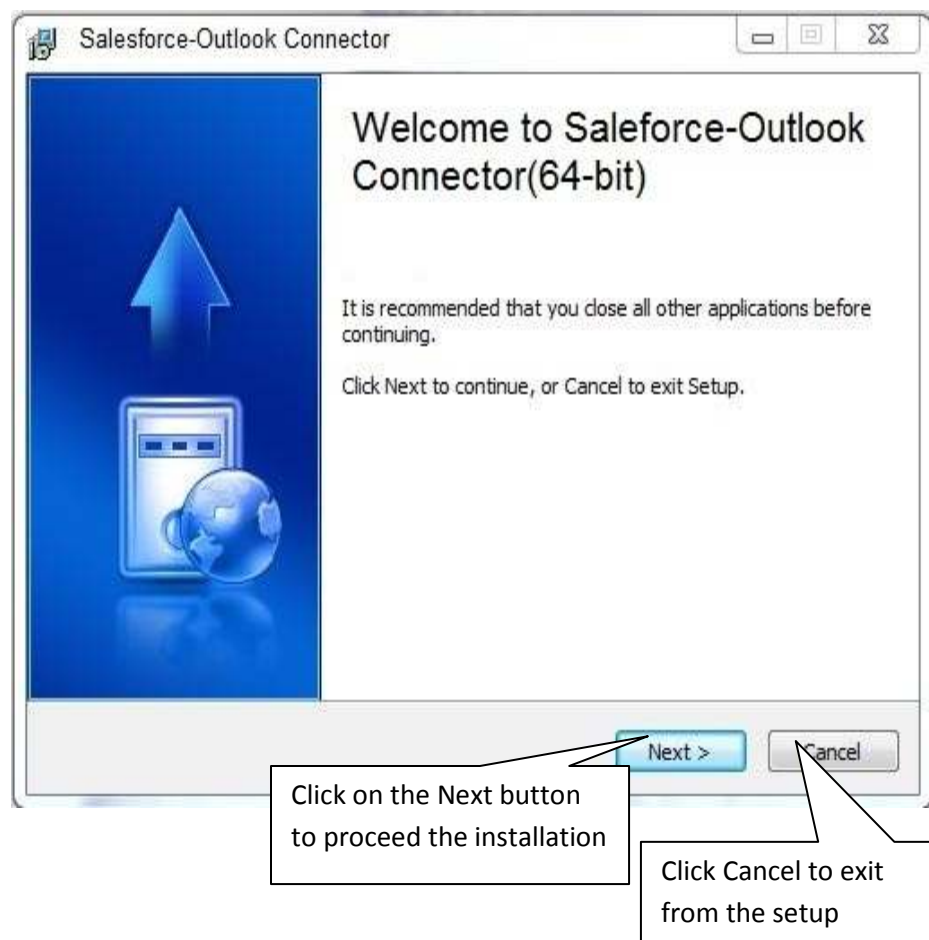 Salesforce-Outlook Connector
Welcome to Saleforce-Outlook
Connector(64-bit)
It is recommended that you close all other applications before
continuing.
Click Next to continue, or Cancel to exit Setup.
Next >
Cancel
Click on the Next button
to proceed the installation
Click Cancel to exit
from the setup